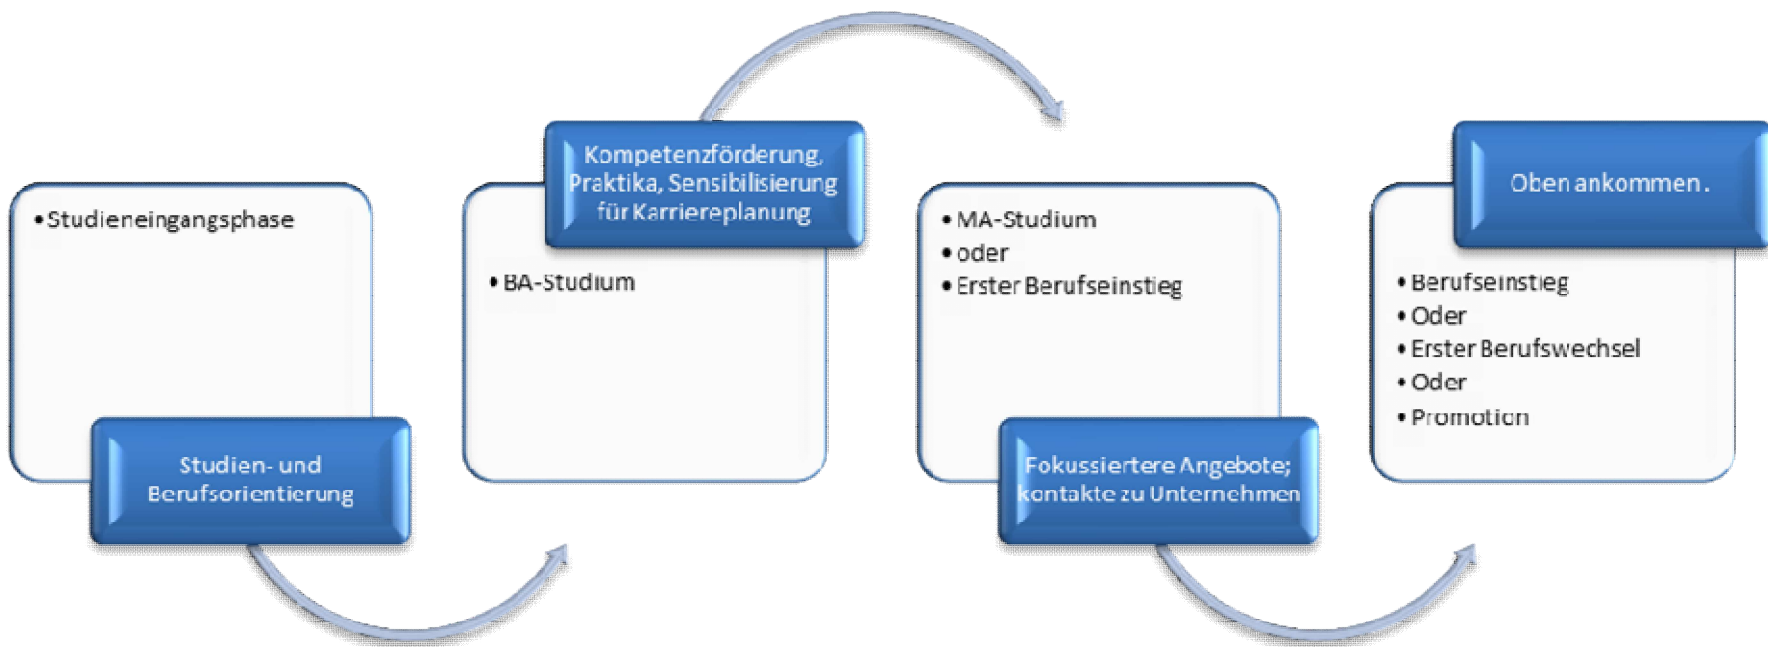 • Studieneingangsphase
Studien- und
Berufsorientierung
Kompetenzförderung,
Praktika, Sensibilisierung
für Karriereplanung
• BA-Studium
• MA-Studium
• oder
• Erster Berufseinstieg
Fokussiertere Angebote;
kontakte zu Unternehmen
Oben ankommen.
• Berufseinstieg
• Oder
• Erster Berufswechsel
• Oder
• Promotion